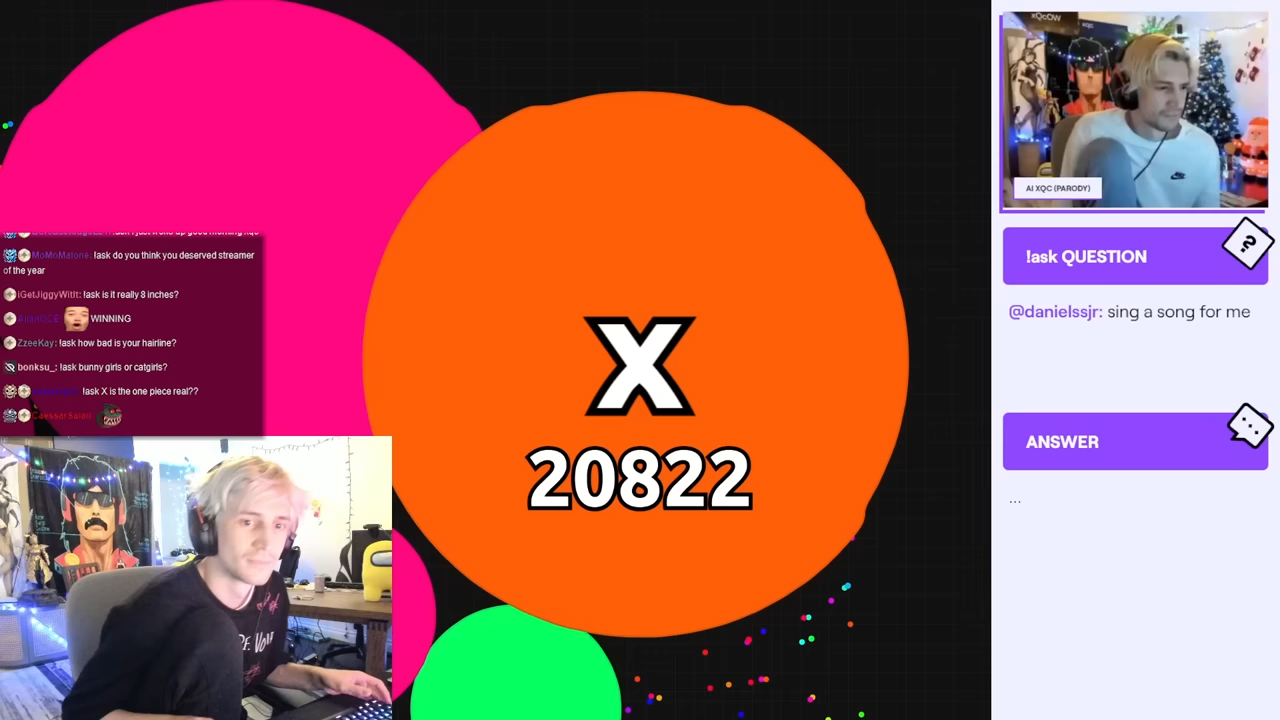 MoMoMalone: !ask do you think you deserved streamer
of the year
IGetJiggyWitIt: !ask is it really 8 inches?
WINNING
ZzeeKay: !ask how bad is your hairline?
bonksu_: !ask bunny girls or catgirls?
!ask X is the one piece real??
X
20822
xQcOW
AI XQC (PARODY)
!ask QUESTION
?
@danielssjr: sing a song for me
ANSWER
...